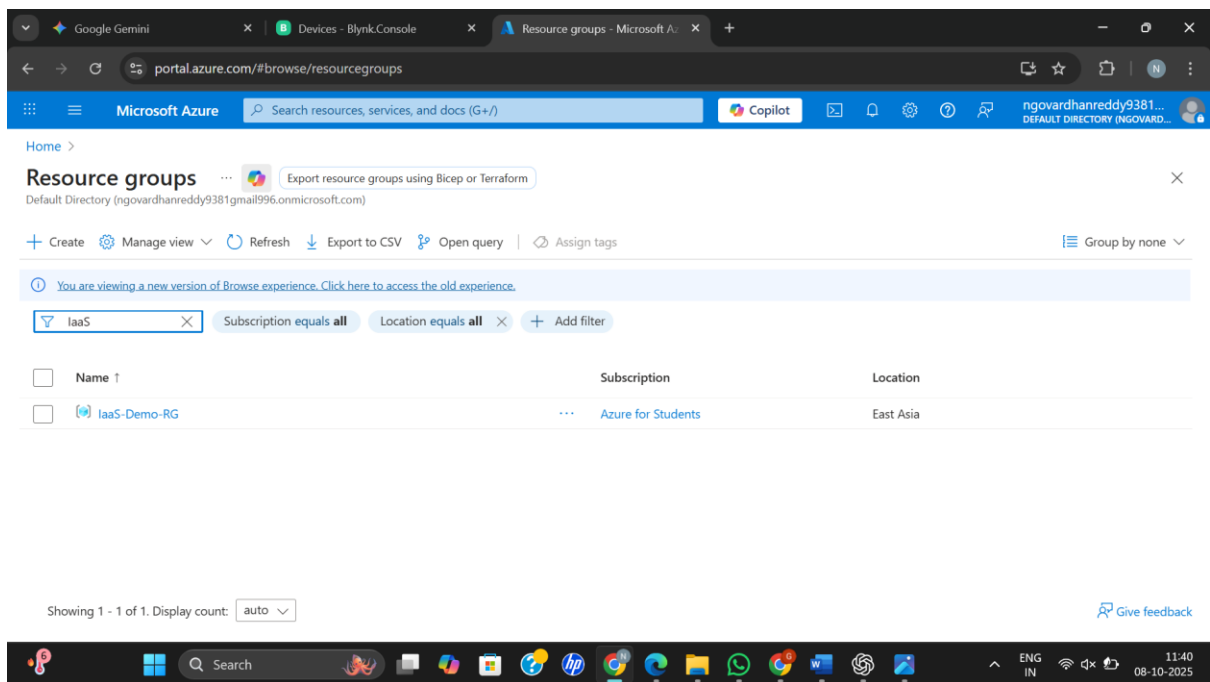 Google Gemini
B Devices - Blynk.Console
Resource groups - Microsoft Az
portal.azure.com/#browse/resourcegroups
N
Microsoft Azure
Search resources, services, and docs (G+/)
Copilot
ngovardhanreddy9381...
DEFAULT DIRECTORY (NGOVARD...
Home >
Resource groups ...
Export resource groups using Bicep or Terraform
Default Directory (ngovardhanreddy9381gmail996.onmicrosoft.com)
Create Manage view Refresh Export to CSV Open query Assign tags Group by none
You are viewing a new version of Browse experience. Click here to access the old experience.
IaaS Subscription equals all Location equals all Add filter
Name ↑ Subscription Location
IaaS-Demo-RG ... Azure for Students East Asia
Showing 1 - 1 of 1. Display count: auto Give feedback
6 Search ENG 11:40
IN 08-10-2025